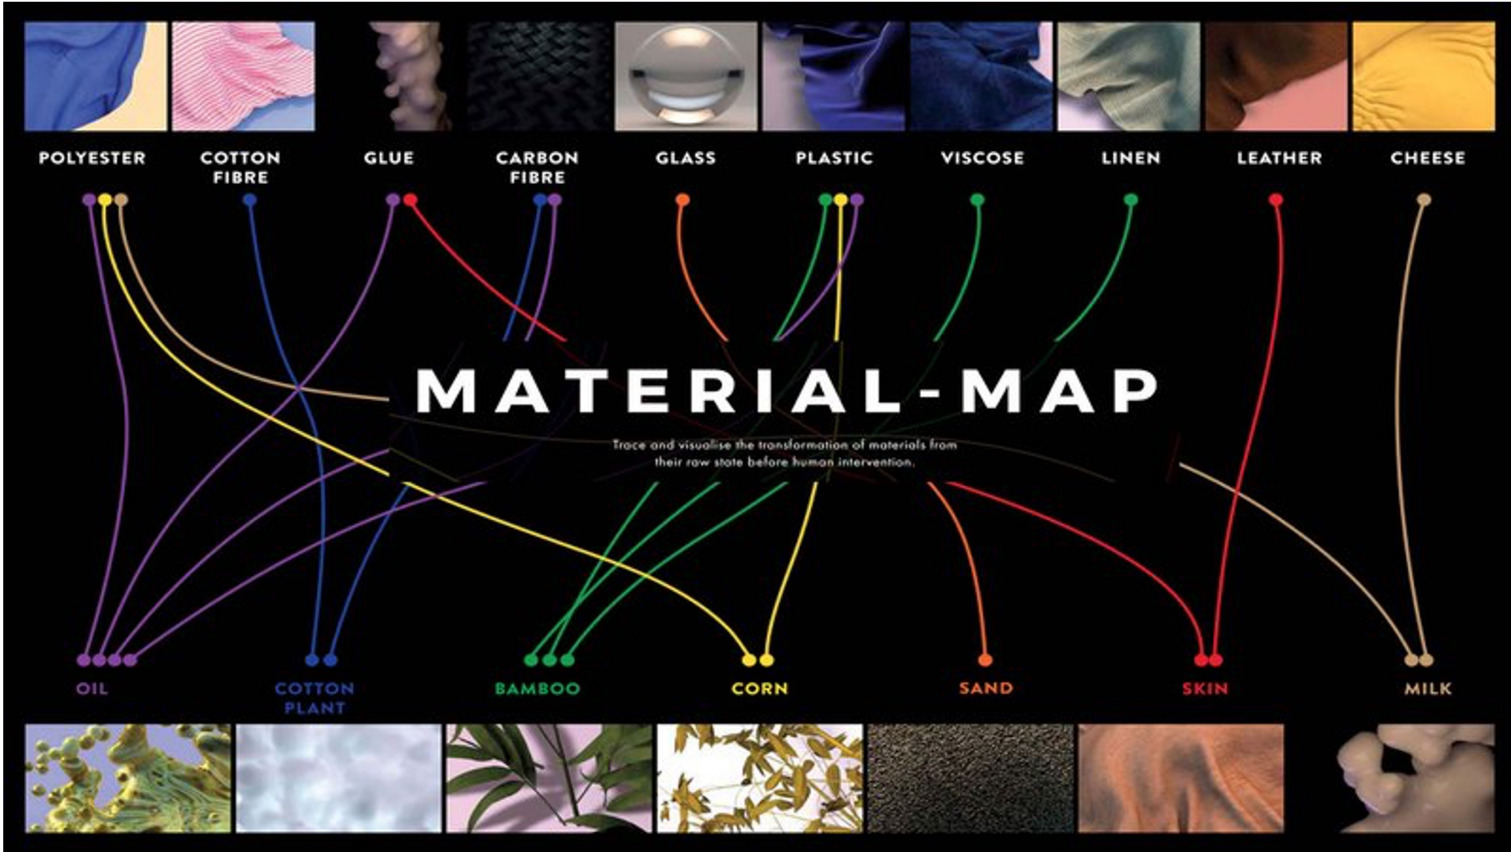 POLYESTER
COTTON
FIBRE
GLUE
CARBON
FIBRE
GLASS
PLASTIC
VISCOSE
LINEN
LEATHER
CHEESE
MATERIAL-MAP
Trace and visualise the transformation of materials from
their raw state before human intervention.
OIL
COTTON
PLANT
BAMBOO
CORN
SAND
SKIN
MILK